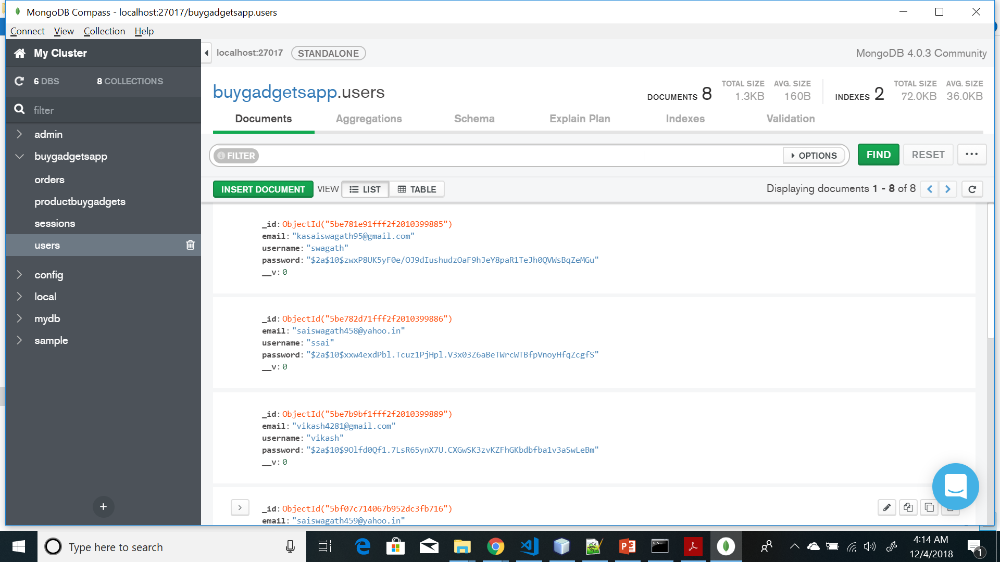 MongoDB Compass - localhost:27017/buygadgetsapp.users
Connect View Collection Help
My Cluster
localhost:27017 STANDALONE
MongoDB 4.0.3 Community
6 DBS 8 COLLECTIONS
filter
admin
buygadgetsapp
orders
productbuygadgets
sessions
users
config
local
mydb
sample
+
buygadgetsapp.users
DOCUMENTS 8 TOTAL SIZE 1.3KB AVG. SIZE 160B INDEXES 2 TOTAL SIZE 72.0KB AVG. SIZE 36.0KB
Documents Aggregations Schema Explain Plan Indexes Validation
FILTER OPTIONS FIND RESET ...
INSERT DOCUMENT VIEW LIST TABLE Displaying documents 1 - 8 of 8
_id: ObjectId("5be781e91fff2f2010399885")
email: "kasaiswagath95@gmail.com"
username: "swagath"
password: "$2a$10$zwxP8UK5yF0e/OJ9dIushudzOaF9hJeY8paR1TeJh0QVWsBqZeMGu"
__v: 0
_id: ObjectId("5be782d71fff2f2010399886")
email: "saiswagath458@yahoo.in"
username: "ssai"
password: "$2a$10$xxw4exdPbl.Tcuz1PjHpl.V3x03Z6aBeTWrcWTBfpVnoyHfqZcgfS"
__v: 0
_id: ObjectId("5be7b9bf1fff2f2010399889")
email: "vikash4281@gmail.com"
username: "vikash"
password: "$2a$10$9Olfd0Qf1.7LsR65ynX7U.CXGwSK3zvKZFhGKbdbfba1v3aSwLeBm"
__v: 0
_id: ObjectId("5bf07c714067b952dc3fb716")
email: "saiswagath459@yahoo.in"
Type here to search
4:14 AM
12/4/2018
1